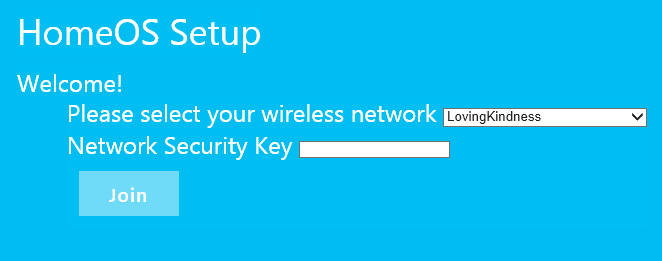 HomeOS Setup
Welcome!
Please select your wireless network LovingKindness
Network Security Key
Join